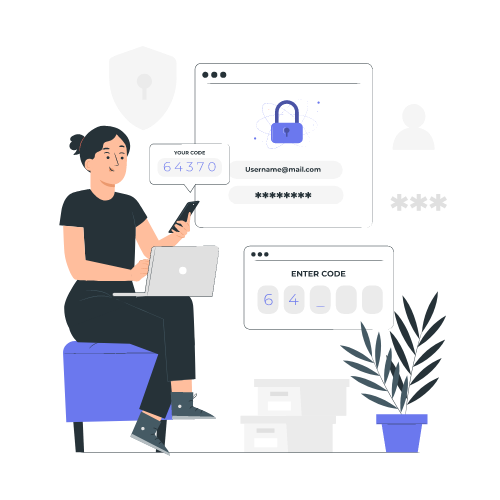 YOUR CODE
64370
Username@mail.com
********
***
ENTER CODE
6 4 _